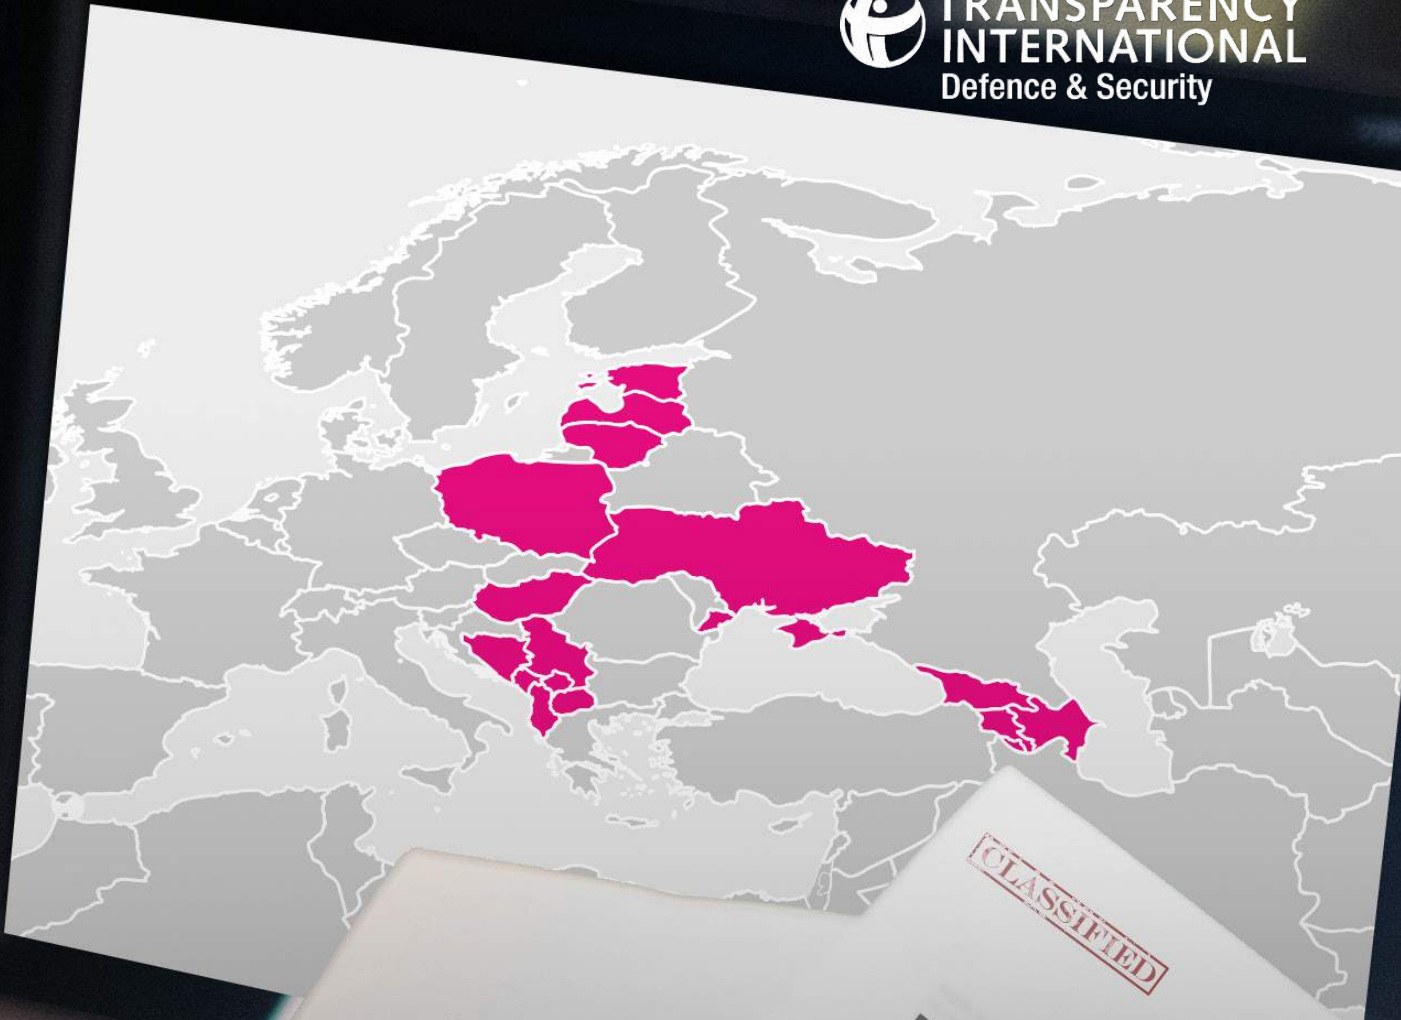 TRANSPARENCY
INTERNATIONAL
Defence & Security
CLASSIFIED